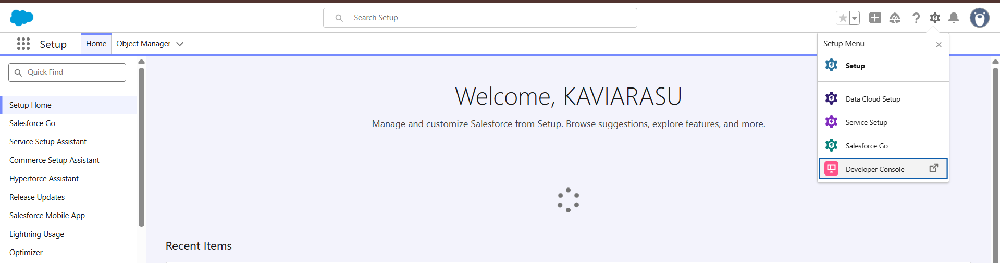 Search Setup
Setup
Home
Object Manager
Setup Menu
Setup
Data Cloud Setup
Service Setup
Salesforce Go
Developer Console
Quick Find
Setup Home
Salesforce Go
Service Setup Assistant
Commerce Setup Assistant
Hyperforce Assistant
Release Updates
Salesforce Mobile App
Lightning Usage
Optimizer
Welcome, KAVIARASU
Manage and customize Salesforce from Setup. Browse suggestions, explore features, and more.
Recent Items